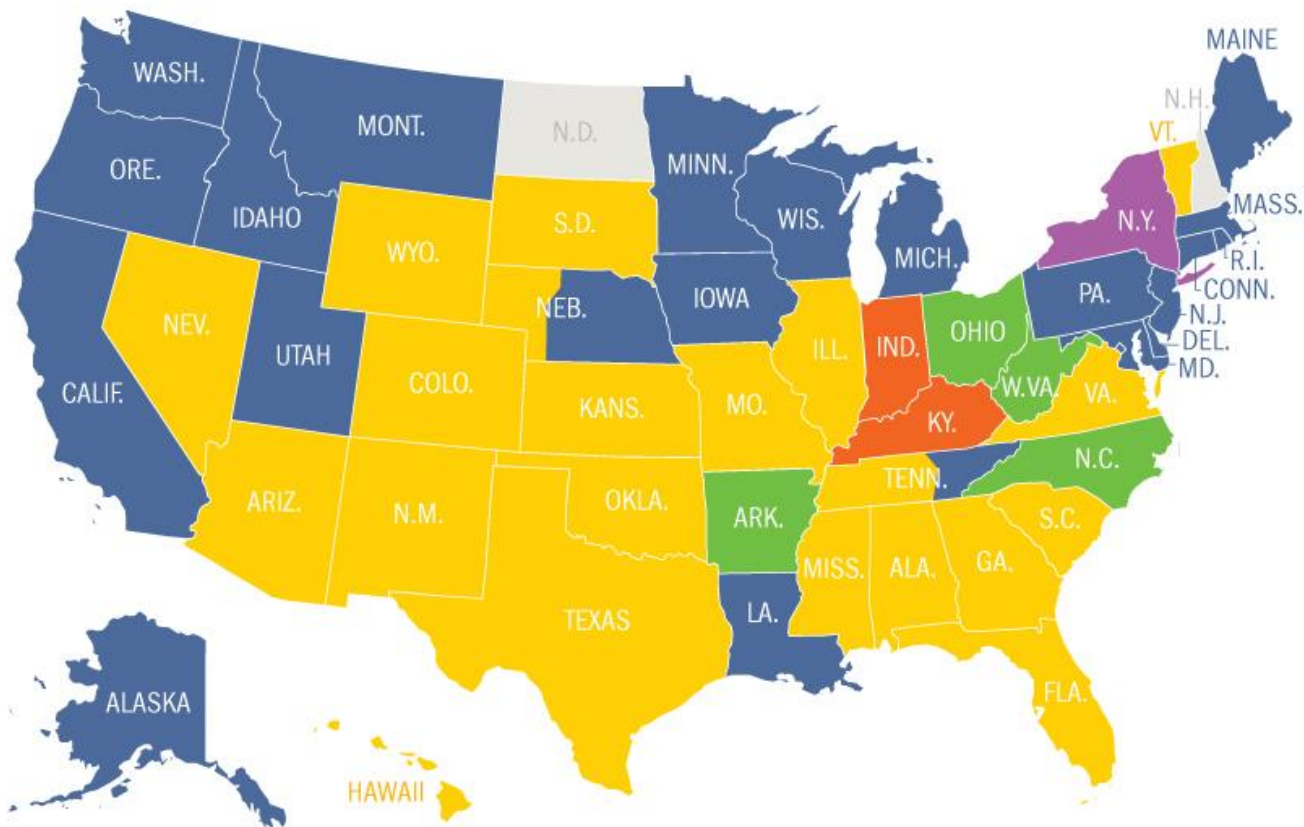 MAINE
WASH.
N.H.
MONT.
N.D.
VT.
MINN.
ORE.
MASS.
IDAHO
S.D.
WIS.
N.Y.
WYO.
MICH.
R.I.
CONN.
PA.
IOWA
NEB.
N.J.
NEV.
OHIO
DEL.
UTAH
ILL.
IND.
MD.
COLO.
W.VA.
VA.
CALIF.
KANS.
MO.
KY.
N.C.
TENN.
ARIZ.
OKLA.
N.M.
ARK.
S.C.
MISS.
ALA.
GA.
TEXAS
LA.
FLA.
ALASKA
HAWAII